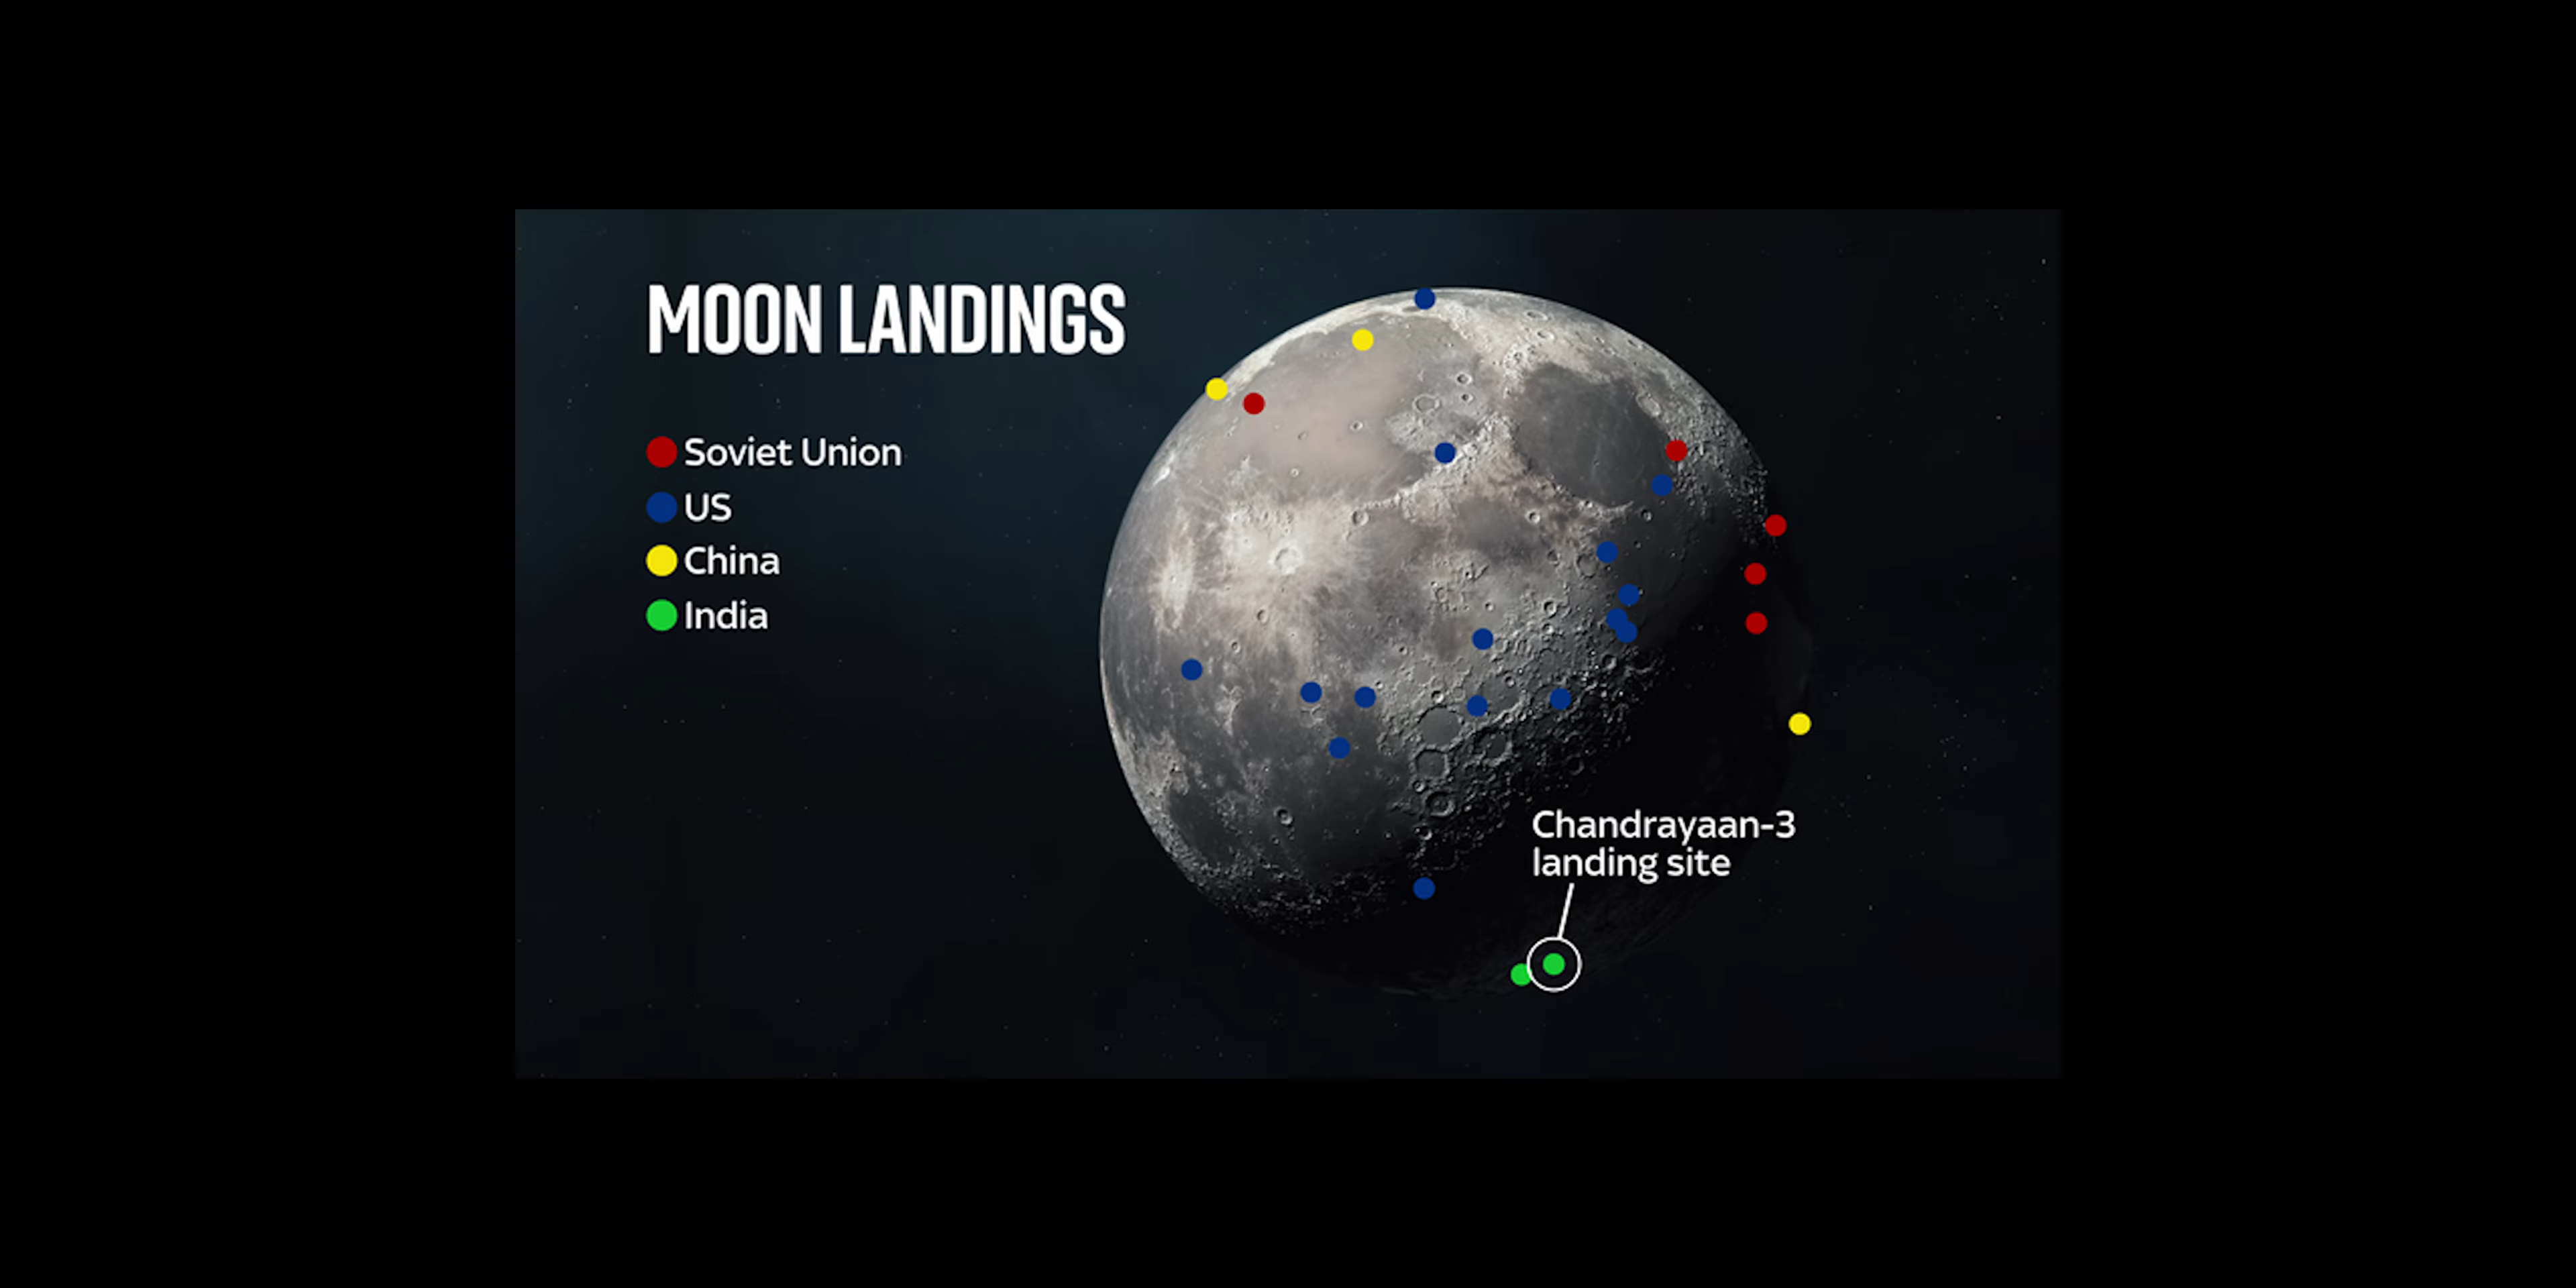 MOON LANDINGS
Soviet Union
US
China
India
Chandrayaan-3
landing site